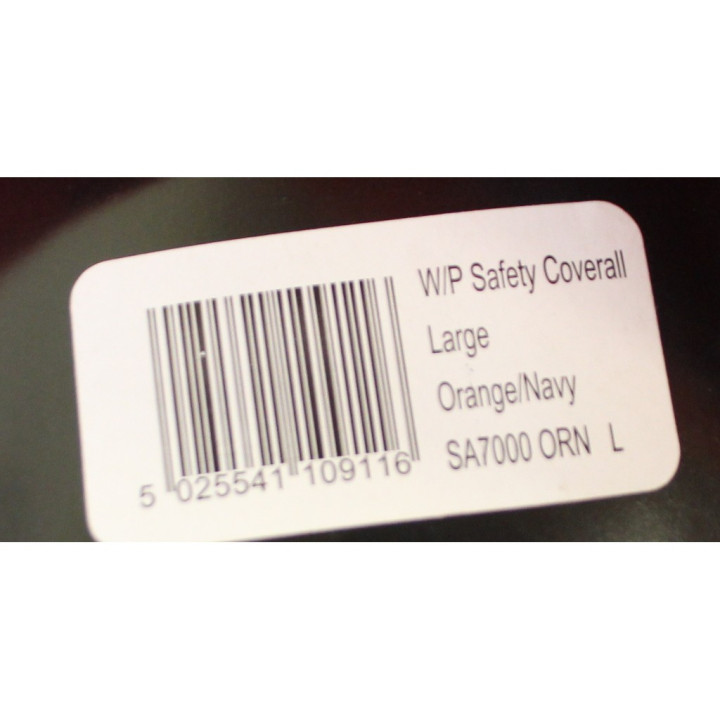 W/P Safety Coverall
Large
Orange/Navy
SA7000 ORN L
5 025541 109116